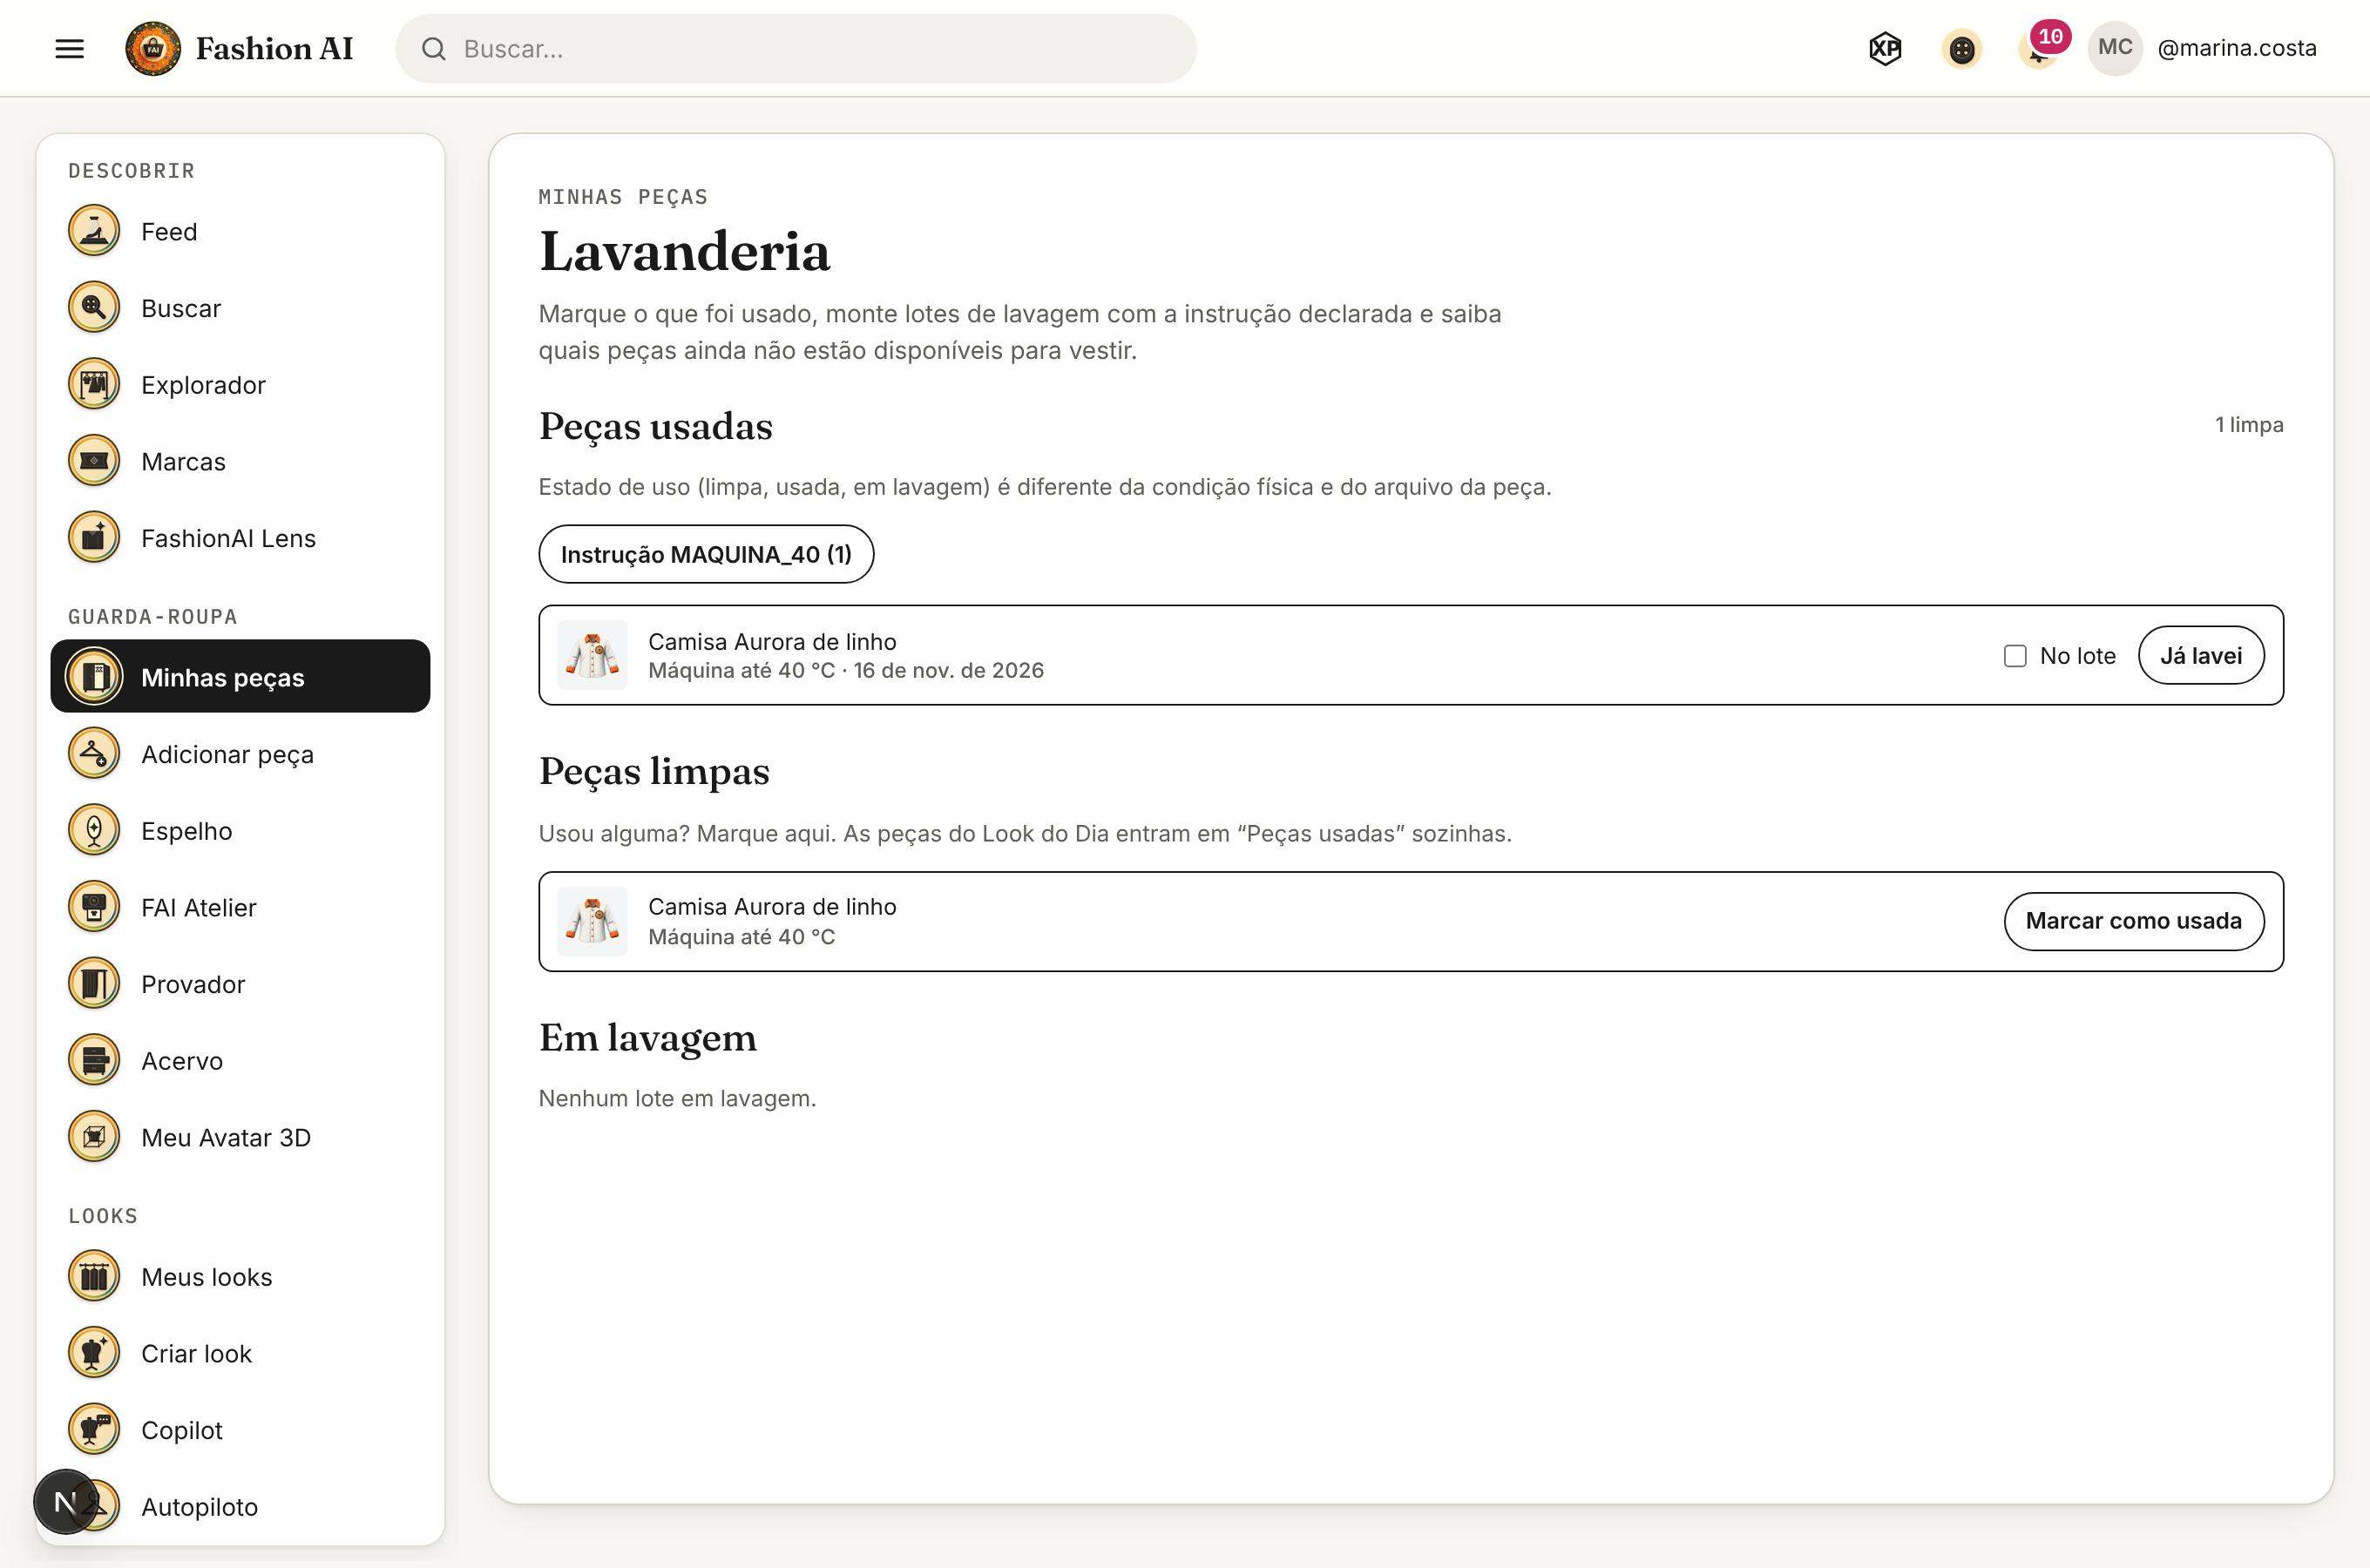 Fashion AI
Buscar...
XP
10
MC
@marina.costa
DESCOBRIR
Feed
Buscar
Explorador
Marcas
FashionAI Lens
GUARDA-ROUPA
Minhas peças
Adicionar peça
Espelho
FAI Atelier
Provador
Acervo
Meu Avatar 3D
LOOKS
Meus looks
Criar look
Copilot
Autopiloto
N
MINHAS PEÇAS
Lavanderia
Marque o que foi usado, monte lotes de lavagem com a instrução declarada e saiba
quais peças ainda não estão disponíveis para vestir.
Peças usadas
1 limpa
Estado de uso (limpa, usada, em lavagem) é diferente da condição física e do arquivo da peça.
Instrução MAQUINA_40 (1)
Camisa Aurora de linho
Máquina até 40 °C · 16 de nov. de 2026
No lote
Já lavei
Peças limpas
Usou alguma? Marque aqui. As peças do Look do Dia entram em “Peças usadas” sozinhas.
Camisa Aurora de linho
Máquina até 40 °C
Marcar como usada
Em lavagem
Nenhum lote em lavagem.